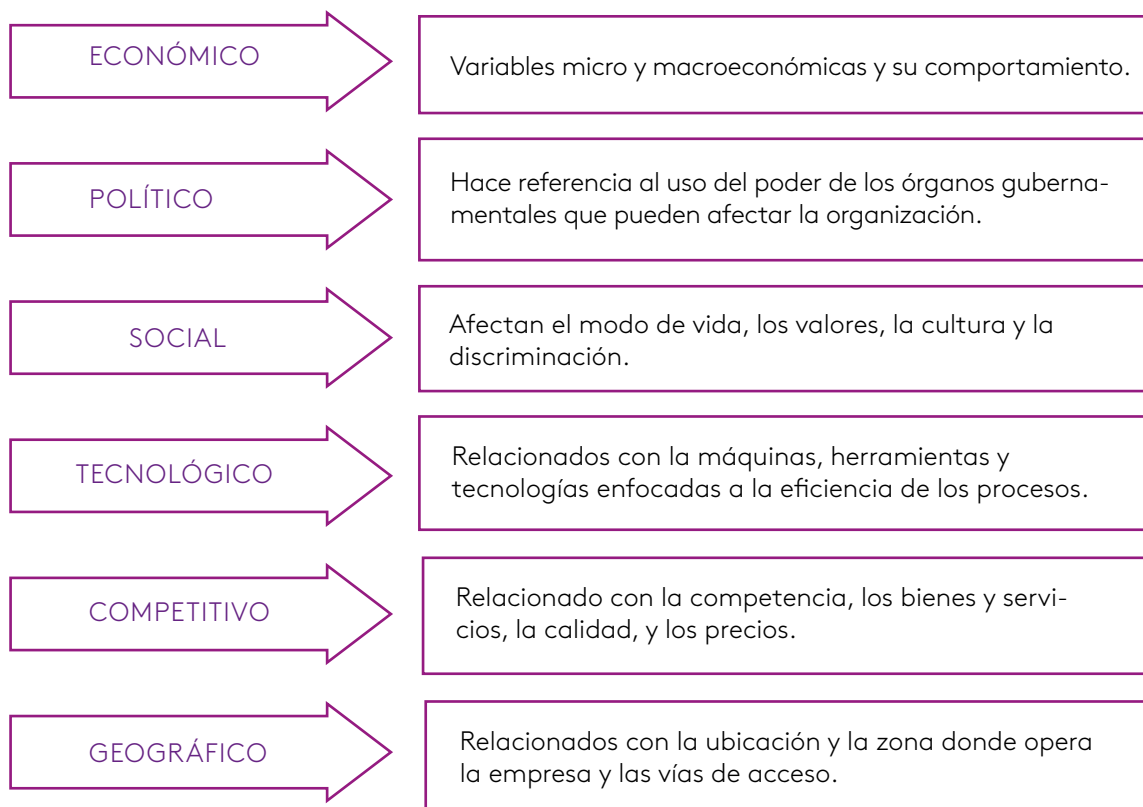 ECONÓMICO
Variables micro y macroeconómicas y su comportamiento.
POLÍTICO
Hace referencia al uso del poder de los órganos guberna-
mentales que pueden afectar la organización.
SOCIAL
Afectan el modo de vida, los valores, la cultura y la
discriminación.
TECNOLÓGICO
Relacionados con la máquinas, herramientas y
tecnologías enfocadas a la eficiencia de los procesos.
COMPETITIVO
Relacionado con la competencia, los bienes y servi-
cios, la calidad, y los precios.
GEOGRÁFICO
Relacionados con la ubicación y la zona donde opera
la empresa y las vías de acceso.